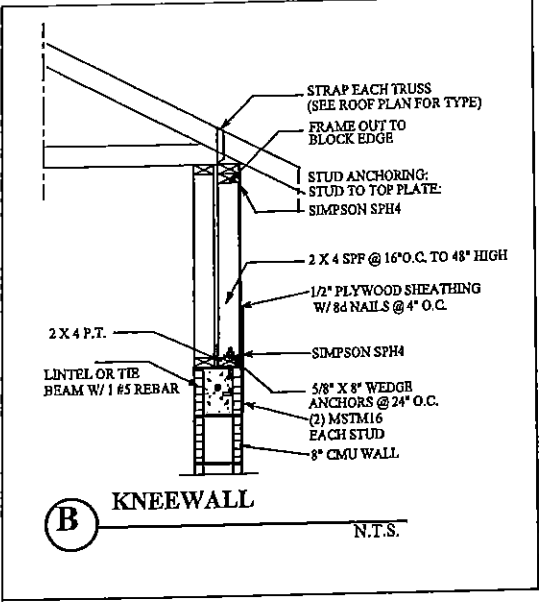 STRAP EACH TRUSS
(SEE ROOF PLAN FOR TYPE)
FRAME OUT TO
BLOCK EDGE
STUD ANCHORING:
STUD TO TOP PLATE:
SIMPSON SPH4
2 X 4 SPF @ 16"O.C. TO 48" HIGH
1/2" PLYWOOD SHEATHING
W/ 8d NAILS @ 4" O.C.
2 X 4 P.T.
SIMPSON SPH4
LINTEL OR TIE
BEAM W/ 1 #5 REBAR
5/8" X 8" WEDGE
ANCHORS @ 24" O.C.
(2) MSTM16
EACH STUD
8" CMU WALL
B KNEEWALL
N.T.S.